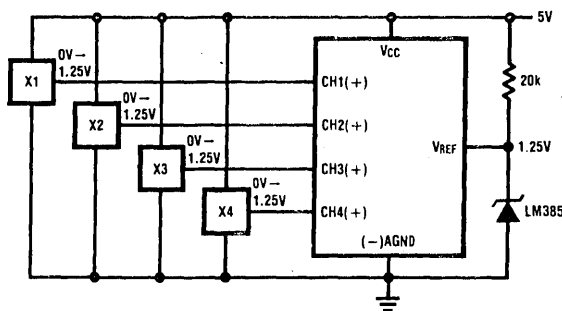 5V
VCC
0V→
1.25V
X1
CH1(+)
20k
0V→
1.25V
X2
CH2(+)
VREF
1.25V
0V→
1.25V
X3
CH3(+)
0V→
1.25V
X4
CH4(+)
LM385
(−)AGND